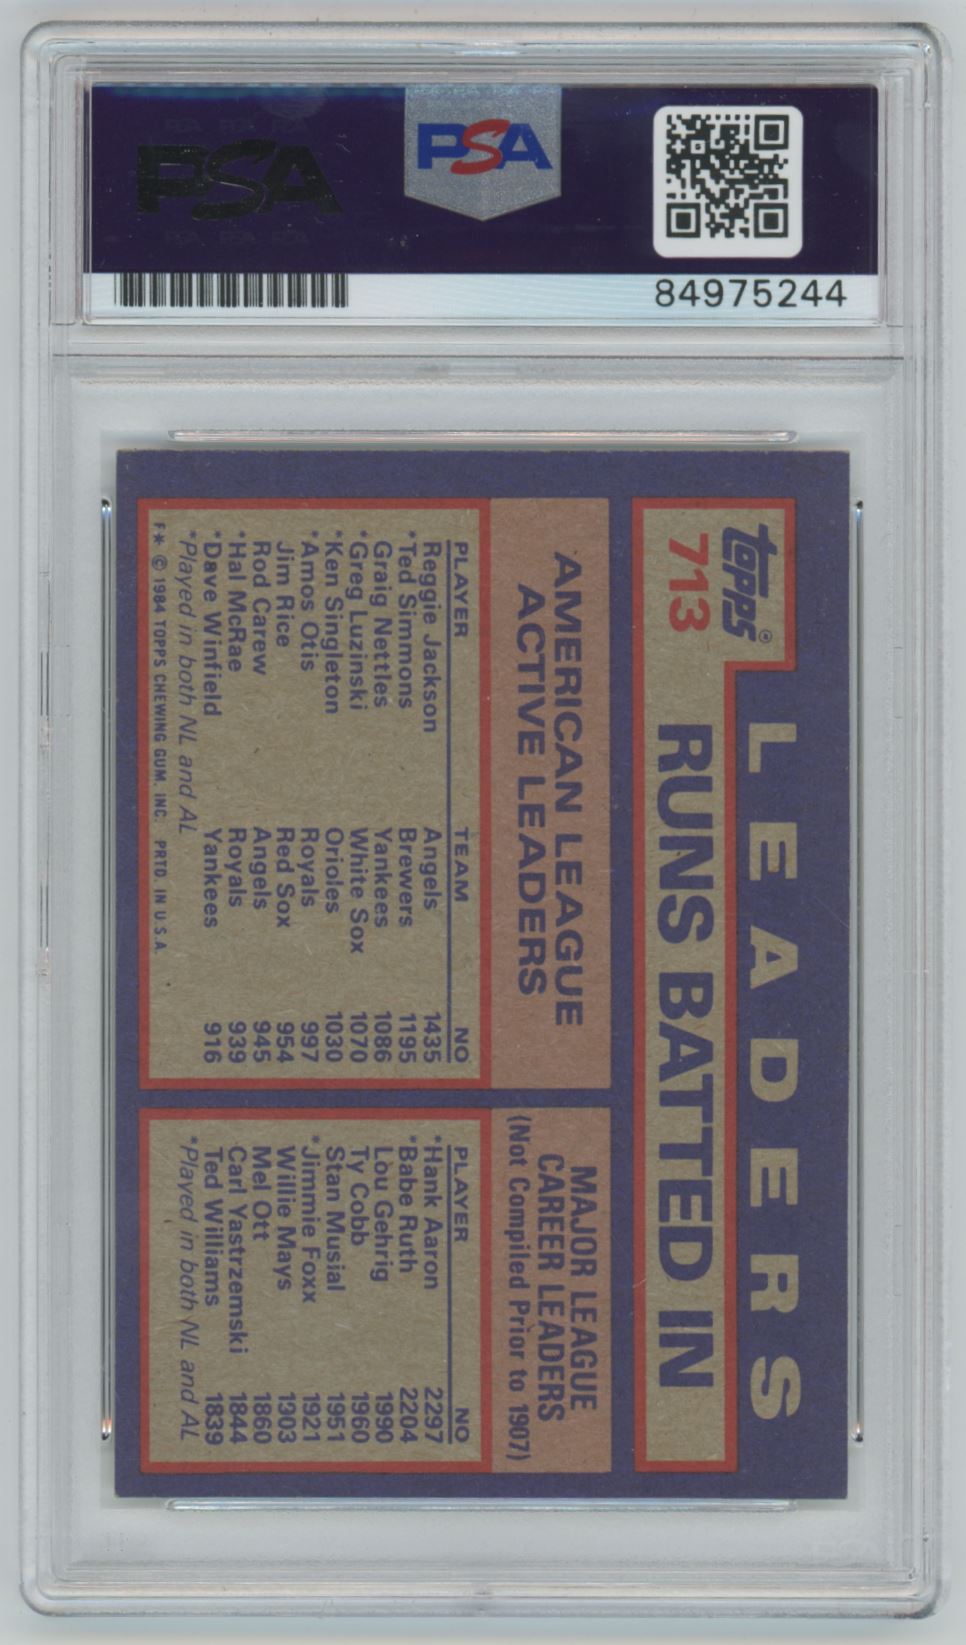 PSA
PSA
84975244
LEADERS
Topps®
713
RUNS BATTED IN
AMERICAN LEAGUE
ACTIVE LEADERS
PLAYER TEAM NO
Reggie Jackson Angels 1435
*Ted Simmons Brewers 1195
Graig Nettles Yankees 1086
*Greg Luzinski White Sox 1070
*Ken Singleton Orioles 1030
*Amos Otis Royals 997
Jim Rice Red Sox 954
Rod Carew Angels 945
*Hal McRae Royals 939
*Dave Winfield Yankees 916
*Played in both NL and AL
F* © 1984 TOPPS CHEWING GUM, INC. PRTD. IN U.S.A.
MAJOR LEAGUE
CAREER LEADERS
(Not Compiled Prior to 1907)
PLAYER NO
*Hank Aaron 2297
*Babe Ruth 2204
Lou Gehrig 1990
Ty Cobb 1960
Stan Musial 1951
*Jimmie Foxx 1921
Willie Mays 1903
Mel Ott 1860
Carl Yastrzemski 1844
Ted Williams 1839
*Played in both NL and AL